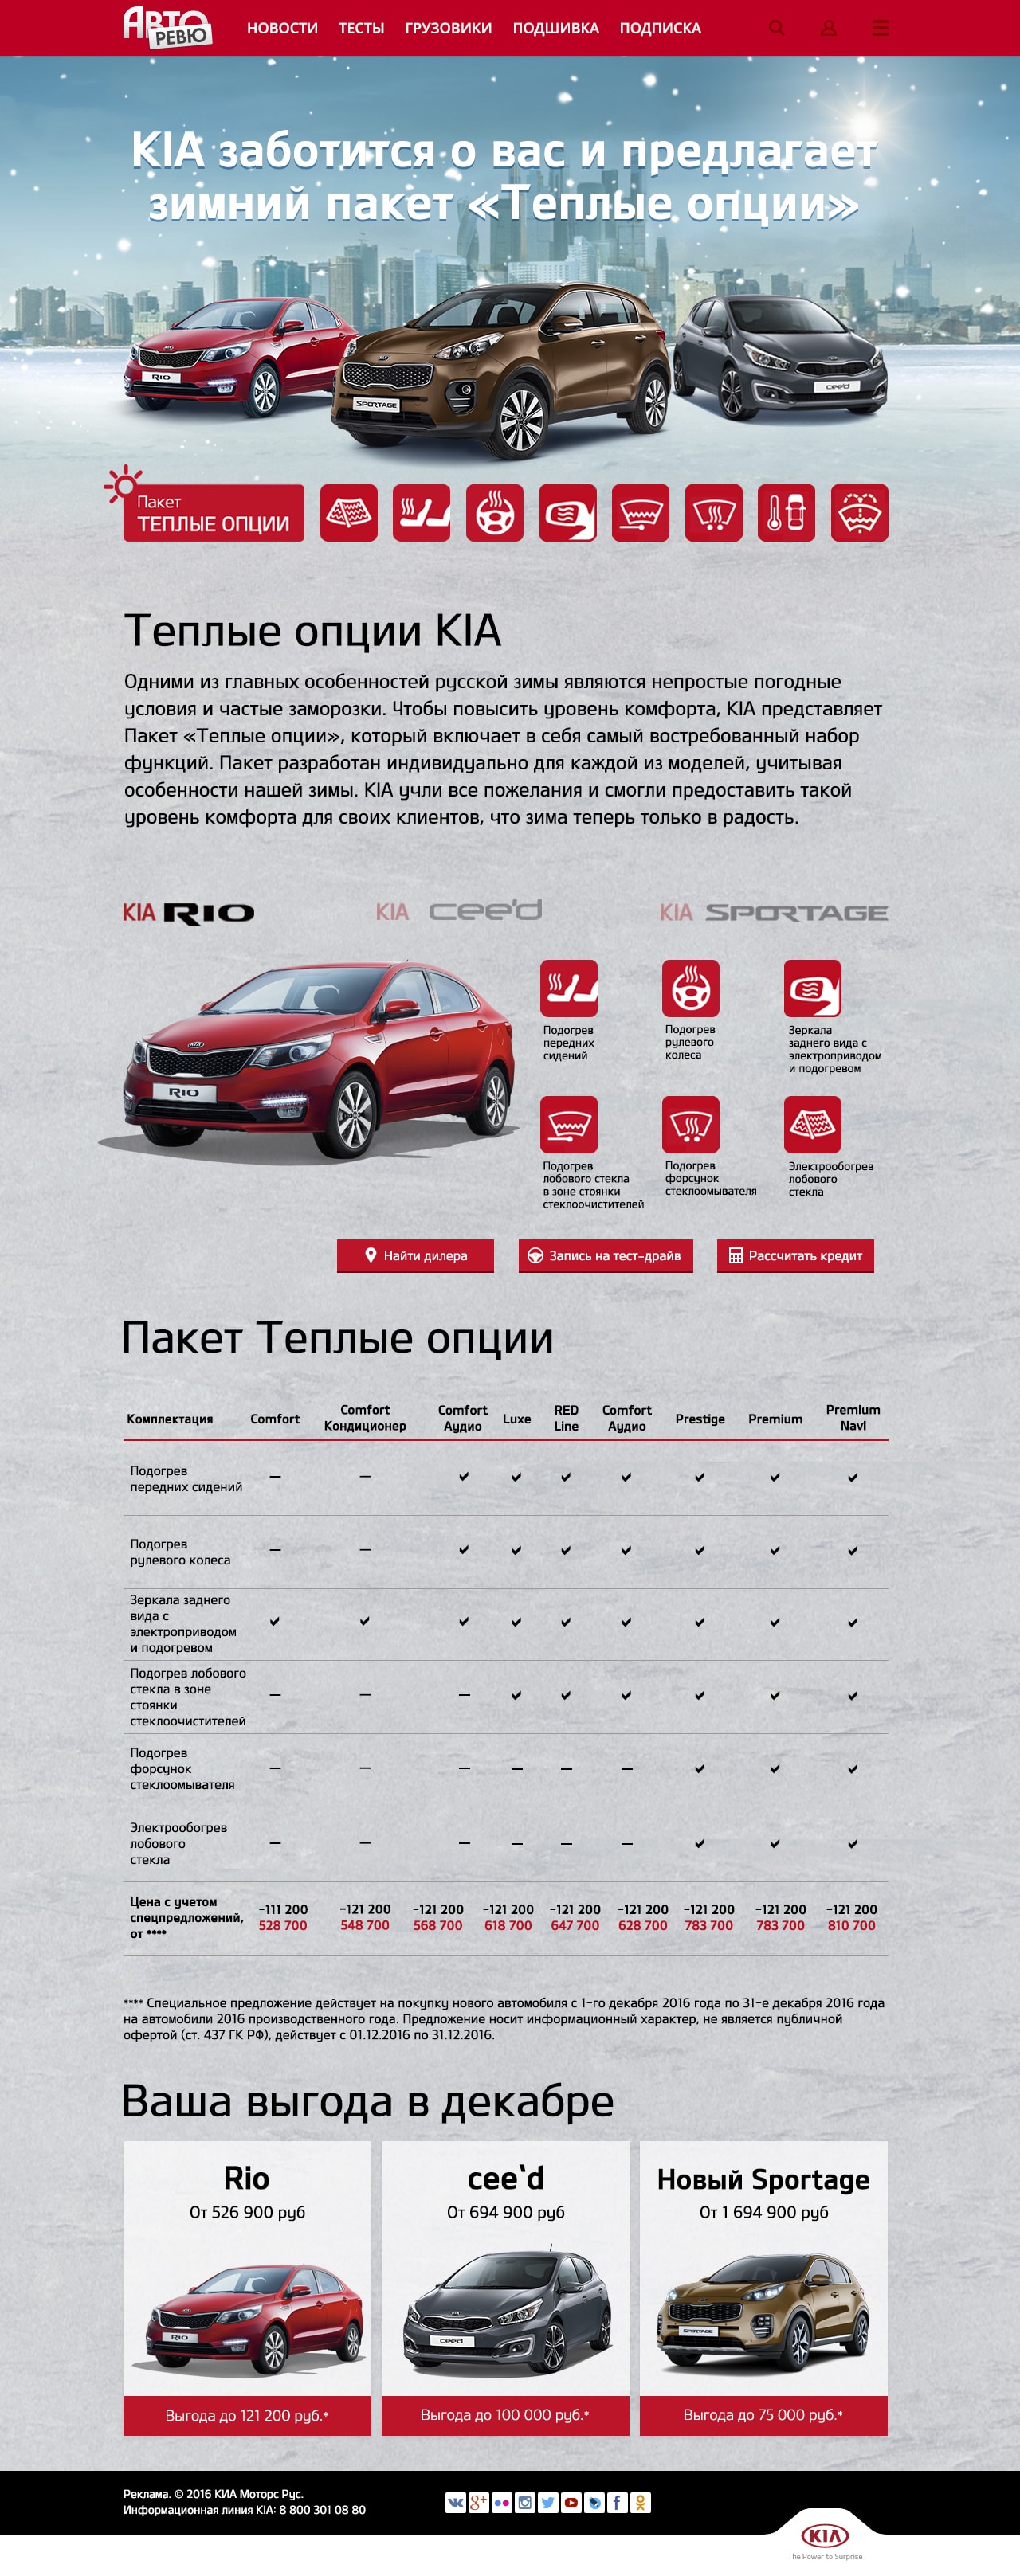 АВТО
РЕВЮ
НОВОСТИ ТЕСТЫ ГРУЗОВИКИ ПОДШИВКА ПОДПИСКА
KIA заботится о вас и предлагает
зимний пакет «Теплые опции»
RIO
SPORTAGE
cee'd
Пакет
ТЕПЛЫЕ ОПЦИИ
Теплые опции KIA
Одними из главных особенностей русской зимы являются непростые погодные
условия и частые заморозки. Чтобы повысить уровень комфорта, KIA представляет
Пакет «Теплые опции», который включает в себя самый востребованный набор
функций. Пакет разработан индивидуально для каждой из моделей, учитывая
особенности нашей зимы. KIA учли все пожелания и смогли предоставить такой
уровень комфорта для своих клиентов, что зима теперь только в радость.
KIA RIO KIA cee'd KIA SPORTAGE
RIO
Подогрев
передних
сидений
Подогрев
рулевого
колеса
Зеркала
заднего вида с
электроприводом
и подогревом
Подогрев
лобового стекла
в зоне стоянки
стеклоочистителей
Подогрев
форсунок
стеклоомывателя
Электрообогрев
лобового
стекла
Найти дилера Запись на тест-драйв Рассчитать кредит
Пакет Теплые опции
Комплектация Comfort Comfort Кондиционер Comfort Аудио Luxe RED Line Comfort Аудио Prestige Premium Premium Navi
Подогрев
передних сидений
— — ✓ ✓ ✓ ✓ ✓ ✓ ✓
Подогрев
рулевого колеса
— — ✓ ✓ ✓ ✓ ✓ ✓ ✓
Зеркала заднего
вида с
электроприводом
и подогревом
✓ ✓ ✓ ✓ ✓ ✓ ✓ ✓ ✓
Подогрев лобового
стекла в зоне
стоянки
стеклоочистителей
— — — ✓ ✓ ✓ ✓ ✓ ✓
Подогрев
форсунок
стеклоомывателя
— — — — — — ✓ ✓ ✓
Электрообогрев
лобового
стекла
— — — — — — ✓ ✓ ✓
Цена с учетом
спецпредложений,
от ****
-111 200 -121 200 -121 200 -121 200 -121 200 -121 200 -121 200 -121 200 -121 200
528 700 548 700 568 700 618 700 647 700 628 700 783 700 783 700 810 700
**** Специальное предложение действует на покупку нового автомобиля с 1-го декабря 2016 года по 31-е декабря 2016 года
на автомобили 2016 производственного года. Предложение носит информационный характер, не является публичной
офертой (ст. 437 ГК РФ), действует с 01.12.2016 по 31.12.2016.
Ваша выгода в декабре
Rio
От 526 900 руб
RIO
Выгода до 121 200 руб.*
cee'd
От 694 900 руб
cee'd
Выгода до 100 000 руб.*
Новый Sportage
От 1 694 900 руб
SPORTAGE
Выгода до 75 000 руб.*
Реклама. © 2016 КИА Моторс Рус.
Информационная линия KIA: 8 800 301 08 80
KIA
The Power to Surprise